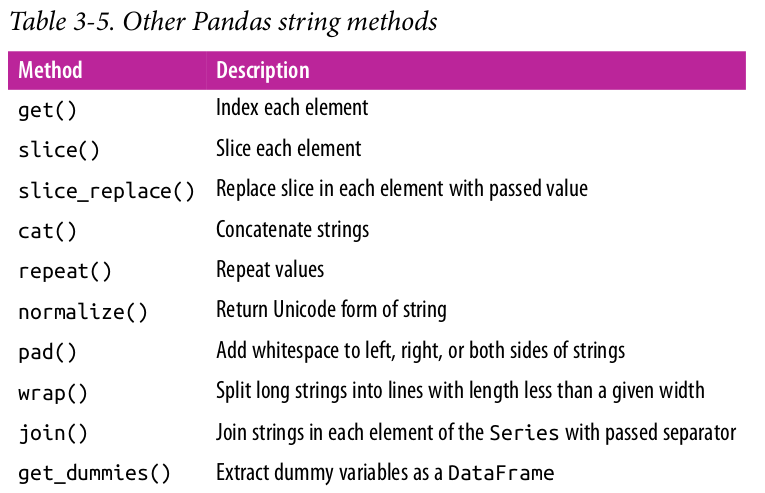 Table 3-5. Other Pandas string methods
Method Description
get() Index each element
slice() Slice each element
slice_replace() Replace slice in each element with passed value
cat() Concatenate strings
repeat() Repeat values
normalize() Return Unicode form of string
pad() Add whitespace to left, right, or both sides of strings
wrap() Split long strings into lines with length less than a given width
join() Join strings in each element of the Series with passed separator
get_dummies() Extract dummy variables as a DataFrame